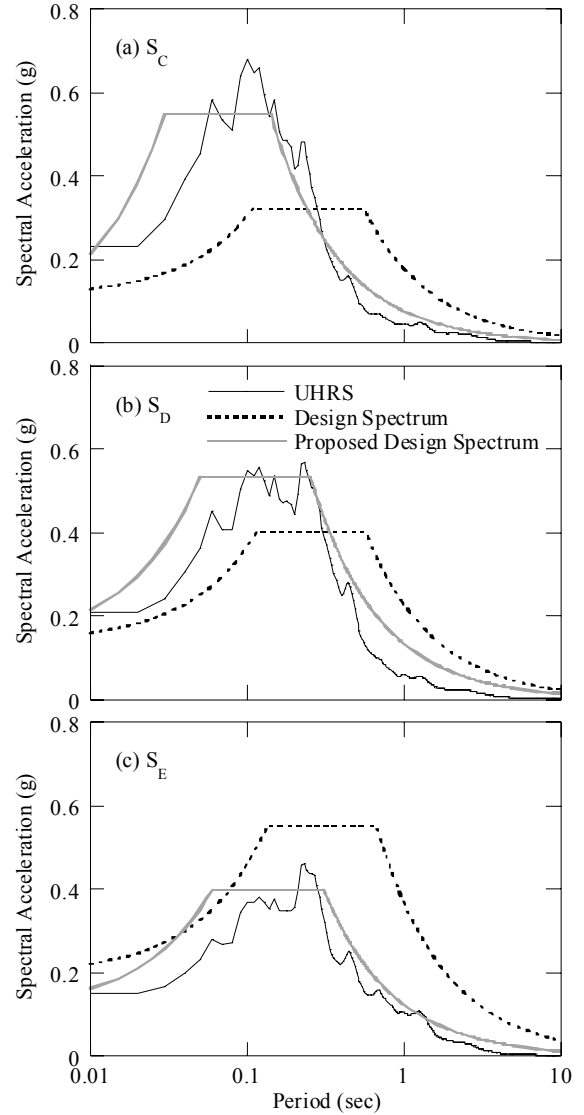 (a) S_C
0.8
0.6
0.4
0.2
0
Spectral Acceleration (g)
(b) S_D
UHRS
Design Spectrum
Proposed Design Spectrum
0.8
0.6
0.4
0.2
0
Spectral Acceleration (g)
(c) S_E
0.8
0.6
0.4
0.2
0
Spectral Acceleration (g)
0.01 0.1 1 10
Period (sec)